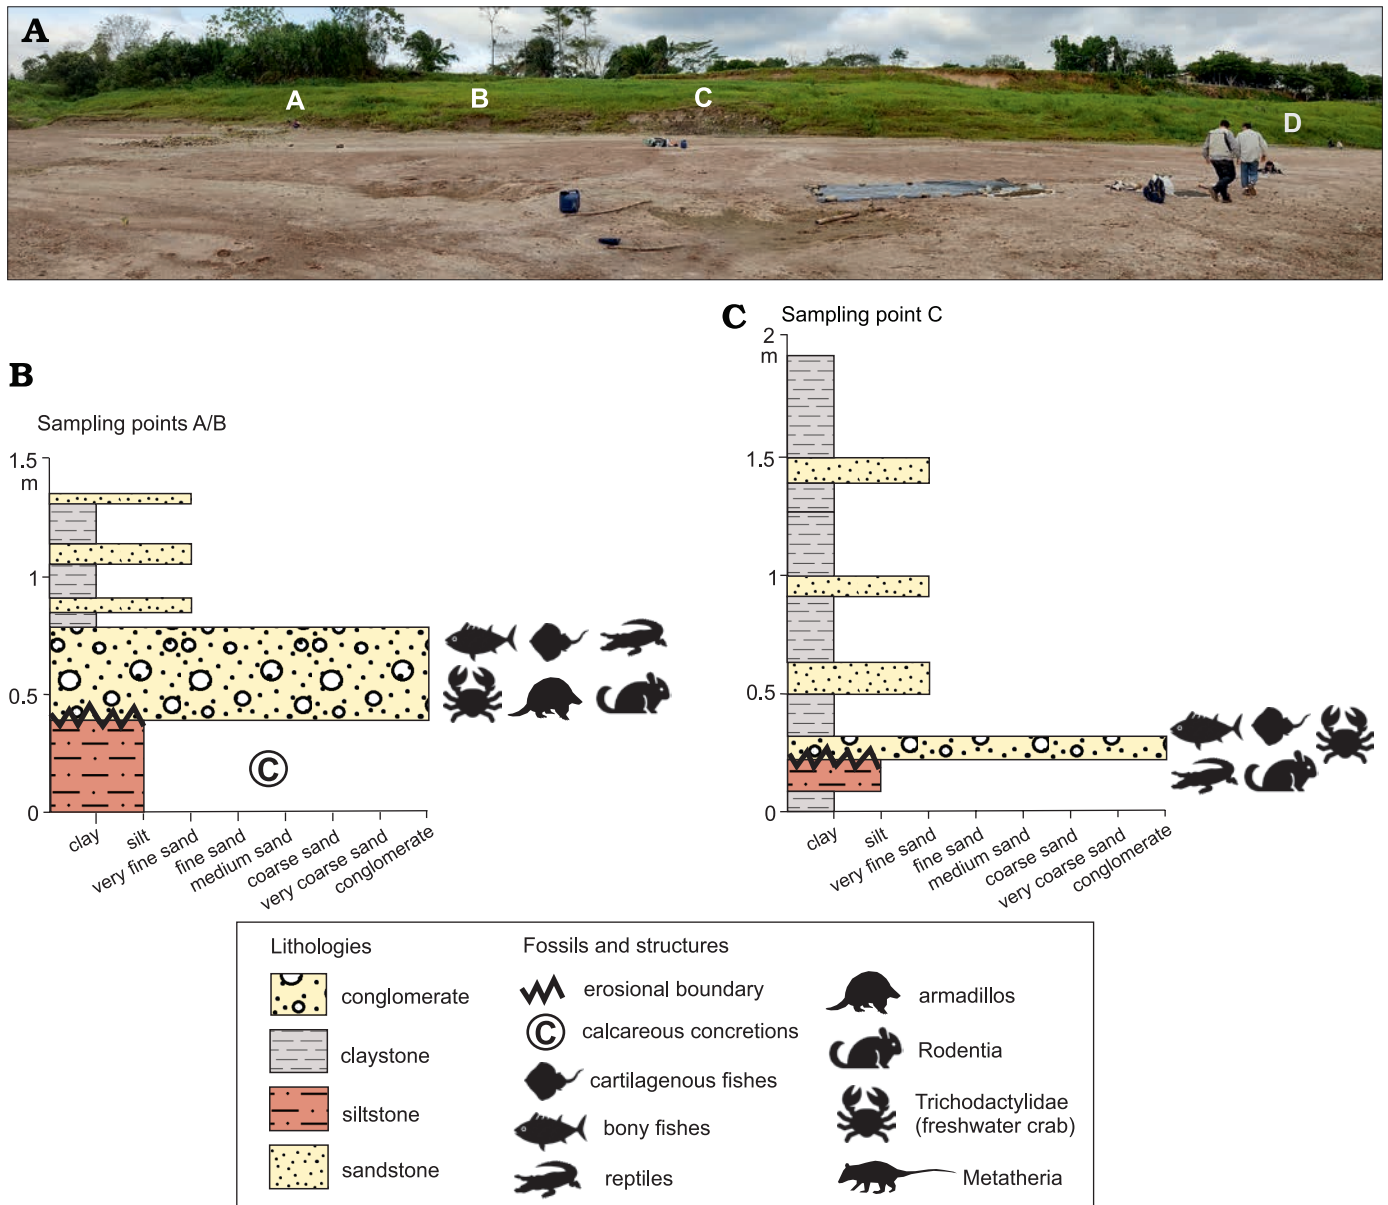 A
A
B
C
D
B
Sampling points A/B
1.5
m
1
0.5
0
C
clay
silt
very fine sand
fine sand
medium sand
coarse sand
very coarse sand
conglomerate
C
Sampling point C
2
m
1.5
1
0.5
0
clay
silt
very fine sand
fine sand
medium sand
coarse sand
very coarse sand
conglomerate
Lithologies
conglomerate
claystone
siltstone
sandstone
Fossils and structures
erosional boundary
C
calcareous concretions
cartilagenous fishes
bony fishes
reptiles
armadillos
Rodentia
Trichodactylidae
(freshwater crab)
Metatheria